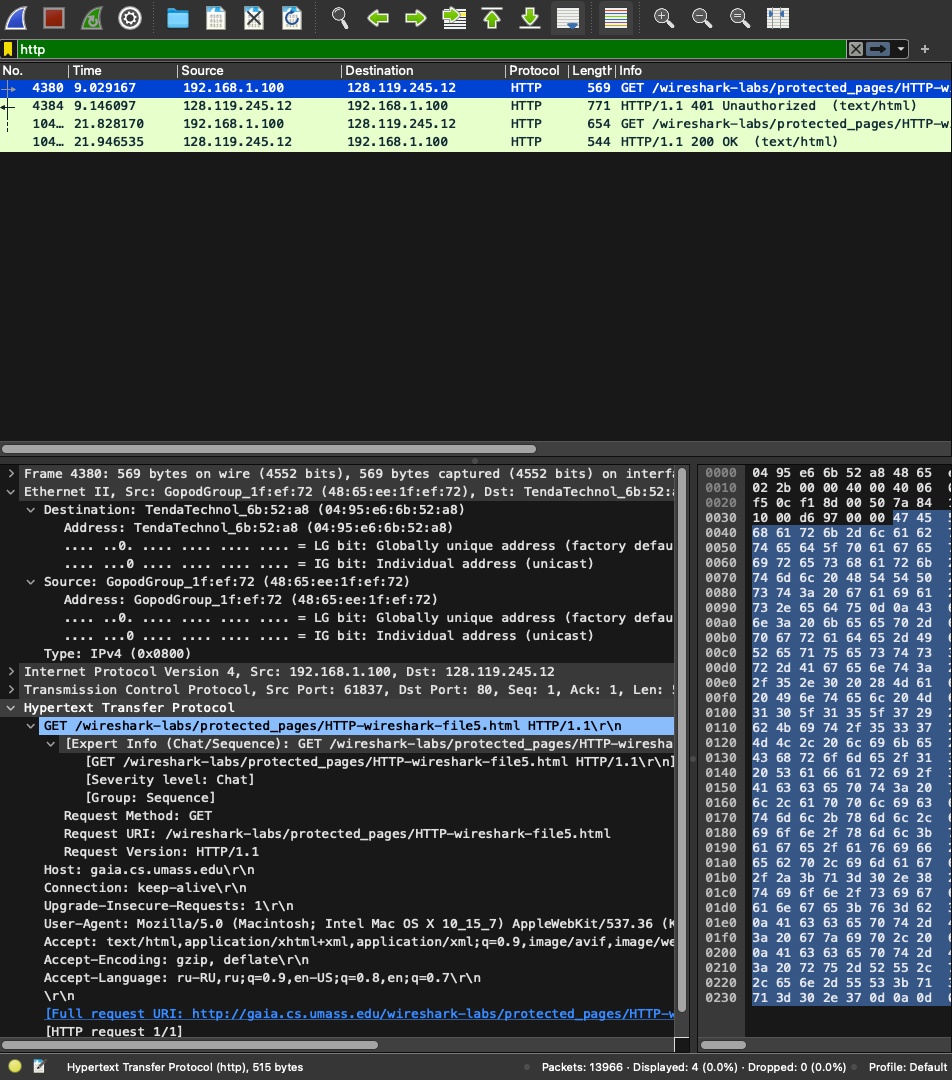 http
No. Time Source Destination Protocol Length Info
4380 9.029167 192.168.1.100 128.119.245.12 HTTP 569 GET /wireshark-labs/protected_pages/HTTP-w
4384 9.146097 128.119.245.12 192.168.1.100 HTTP 771 HTTP/1.1 401 Unauthorized (text/html)
104… 21.828170 192.168.1.100 128.119.245.12 HTTP 654 GET /wireshark-labs/protected_pages/HTTP-w
104… 21.946535 128.119.245.12 192.168.1.100 HTTP 544 HTTP/1.1 200 OK (text/html)
Frame 4380: 569 bytes on wire (4552 bits), 569 bytes captured (4552 bits) on interfa
Ethernet II, Src: GopodGroup_1f:ef:72 (48:65:ee:1f:ef:72), Dst: TendaTechnol_6b:52:a
Destination: TendaTechnol_6b:52:a8 (04:95:e6:6b:52:a8)
Address: TendaTechnol_6b:52:a8 (04:95:e6:6b:52:a8)
.... ..0. .... .... .... .... = LG bit: Globally unique address (factory defau
.... ...0 .... .... .... .... = IG bit: Individual address (unicast)
Source: GopodGroup_1f:ef:72 (48:65:ee:1f:ef:72)
Address: GopodGroup_1f:ef:72 (48:65:ee:1f:ef:72)
.... ..0. .... .... .... .... = LG bit: Globally unique address (factory defau
.... ...0 .... .... .... .... = IG bit: Individual address (unicast)
Type: IPv4 (0x0800)
Internet Protocol Version 4, Src: 192.168.1.100, Dst: 128.119.245.12
Transmission Control Protocol, Src Port: 61837, Dst Port: 80, Seq: 1, Ack: 1, Len: 5
Hypertext Transfer Protocol
GET /wireshark-labs/protected_pages/HTTP-wireshark-file5.html HTTP/1.1\r\n
[Expert Info (Chat/Sequence): GET /wireshark-labs/protected_pages/HTTP-wiresha
[GET /wireshark-labs/protected_pages/HTTP-wireshark-file5.html HTTP/1.1\r\n]
[Severity level: Chat]
[Group: Sequence]
Request Method: GET
Request URI: /wireshark-labs/protected_pages/HTTP-wireshark-file5.html
Request Version: HTTP/1.1
Host: gaia.cs.umass.edu\r\n
Connection: keep-alive\r\n
Upgrade-Insecure-Requests: 1\r\n
User-Agent: Mozilla/5.0 (Macintosh; Intel Mac OS X 10_15_7) AppleWebKit/537.36 (K
Accept: text/html,application/xhtml+xml,application/xml;q=0.9,image/avif,image/we
Accept-Encoding: gzip, deflate\r\n
Accept-Language: ru-RU,ru;q=0.9,en-US;q=0.8,en;q=0.7\r\n
\r\n
[Full request URI: http://gaia.cs.umass.edu/wireshark-labs/protected_pages/HTTP-w
[HTTP request 1/1]
0000 04 95 e6 6b 52 a8 48 65
0010 02 2b 00 00 40 00 40 06
0020 f5 0c f1 8d 00 50 7a 84
0030 10 00 d6 97 00 00 47 45
0040 68 61 72 6b 2d 6c 61 62
0050 74 65 64 5f 70 61 67 65
0060 69 72 65 73 68 61 72 6b
0070 74 6d 6c 20 48 54 54 50
0080 73 74 3a 20 67 61 69 61
0090 73 2e 65 64 75 0d 0a 43
00a0 6e 3a 20 6b 65 65 70 2d
00b0 70 67 72 61 64 65 2d 49
00c0 52 65 71 75 65 73 74 73
00d0 72 2d 41 67 65 6e 74 3a
00e0 2f 35 2e 30 20 28 4d 61
00f0 20 49 6e 74 65 6c 20 4d
0100 31 30 5f 31 35 5f 37 29
0110 62 4b 69 74 2f 35 33 37
0120 4d 4c 2c 20 6c 69 6b 65
0130 43 68 72 6f 6d 65 2f 31
0140 20 53 61 66 61 72 69 2f
0150 41 63 63 65 70 74 3a 20
0160 6c 2c 61 70 70 6c 69 63
0170 74 6d 6c 2b 78 6d 6c 2c
0180 69 6f 6e 2f 78 6d 6c 3b
0190 61 67 65 2f 61 76 69 66
01a0 65 62 70 2c 69 6d 61 67
01b0 2f 2a 3b 71 3d 30 2e 38
01c0 74 69 6f 6e 2f 73 69 67
01d0 61 6e 67 65 3b 76 3d 62
01e0 0a 41 63 63 65 70 74 2d
01f0 3a 20 67 7a 69 70 2c 20
0200 0a 41 63 63 65 70 74 2d
0210 3a 20 72 75 2d 52 55 2c
0220 2c 65 6e 2d 55 53 3b 71
0230 71 3d 30 2e 37 0d 0a 0d
Hypertext Transfer Protocol (http), 515 bytes
Packets: 13966 · Displayed: 4 (0.0%) · Dropped: 0 (0.0%)
Profile: Default